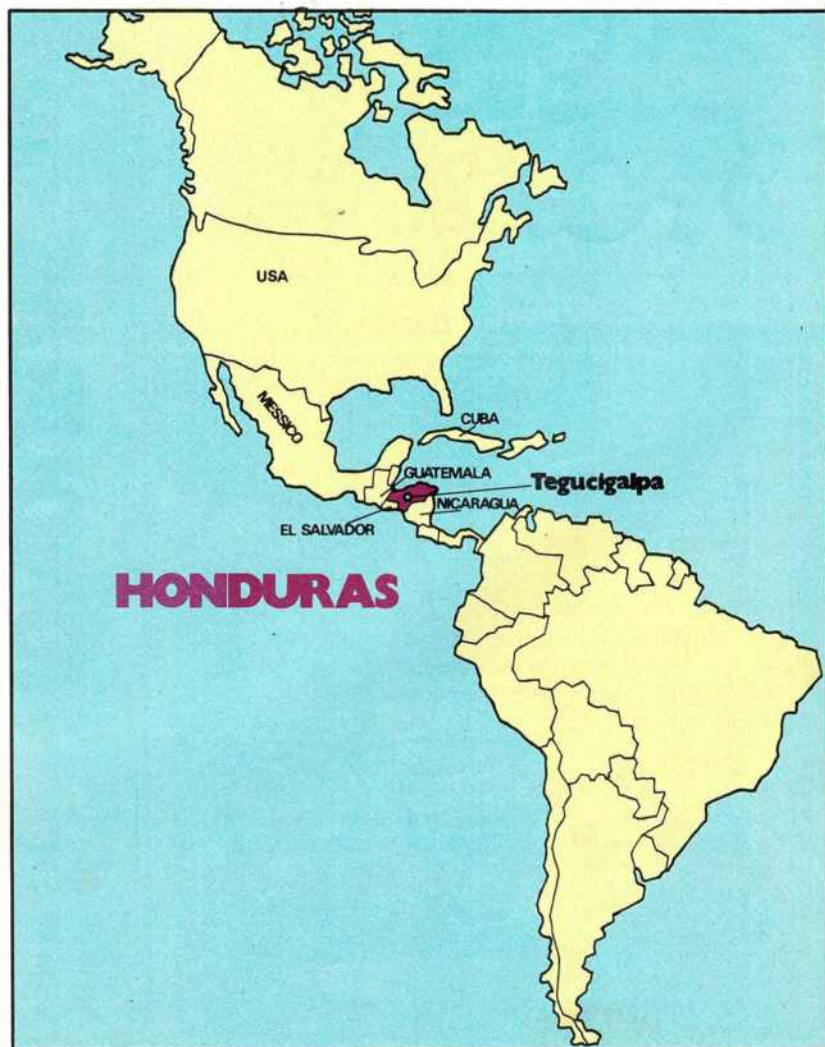 USA
MESSICO
CUBA
GUATEMALA
Tegucigalpa
NICARAGUA
EL SALVADOR
HONDURAS